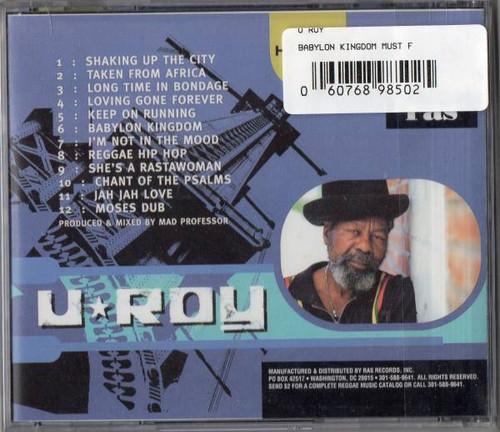 U ROY
BABYLON KINGDOM MUST F
0 60768 98502
H
ras
1 : SHAKING UP THE CITY
2 : TAKEN FROM AFRICA
3 : LONG TIME IN BONDAGE
4 : LOVING GONE FOREVER
5 : KEEP ON RUNNING
6 : BABYLON KINGDOM
7 : I'M NOT IN THE MOOD
8 : REGGAE HIP HOP
9 : SHE'S A RASTAWOMAN
10 : CHANT OF THE PSALMS
11 : JAH JAH LOVE
12 : MOSES DUB
PRODUCED & MIXED BY MAD PROFESSOR
U★ROY
MANUFACTURED & DISTRIBUTED BY RAS RECORDS, INC.
PO BOX 42517 • WASHINGTON, DC 20015 • 301-588-9641. ALL RIGHTS RESERVED.
SEND $2 FOR A COMPLETE REGGAE MUSIC CATALOG OR CALL 301-588-9641.